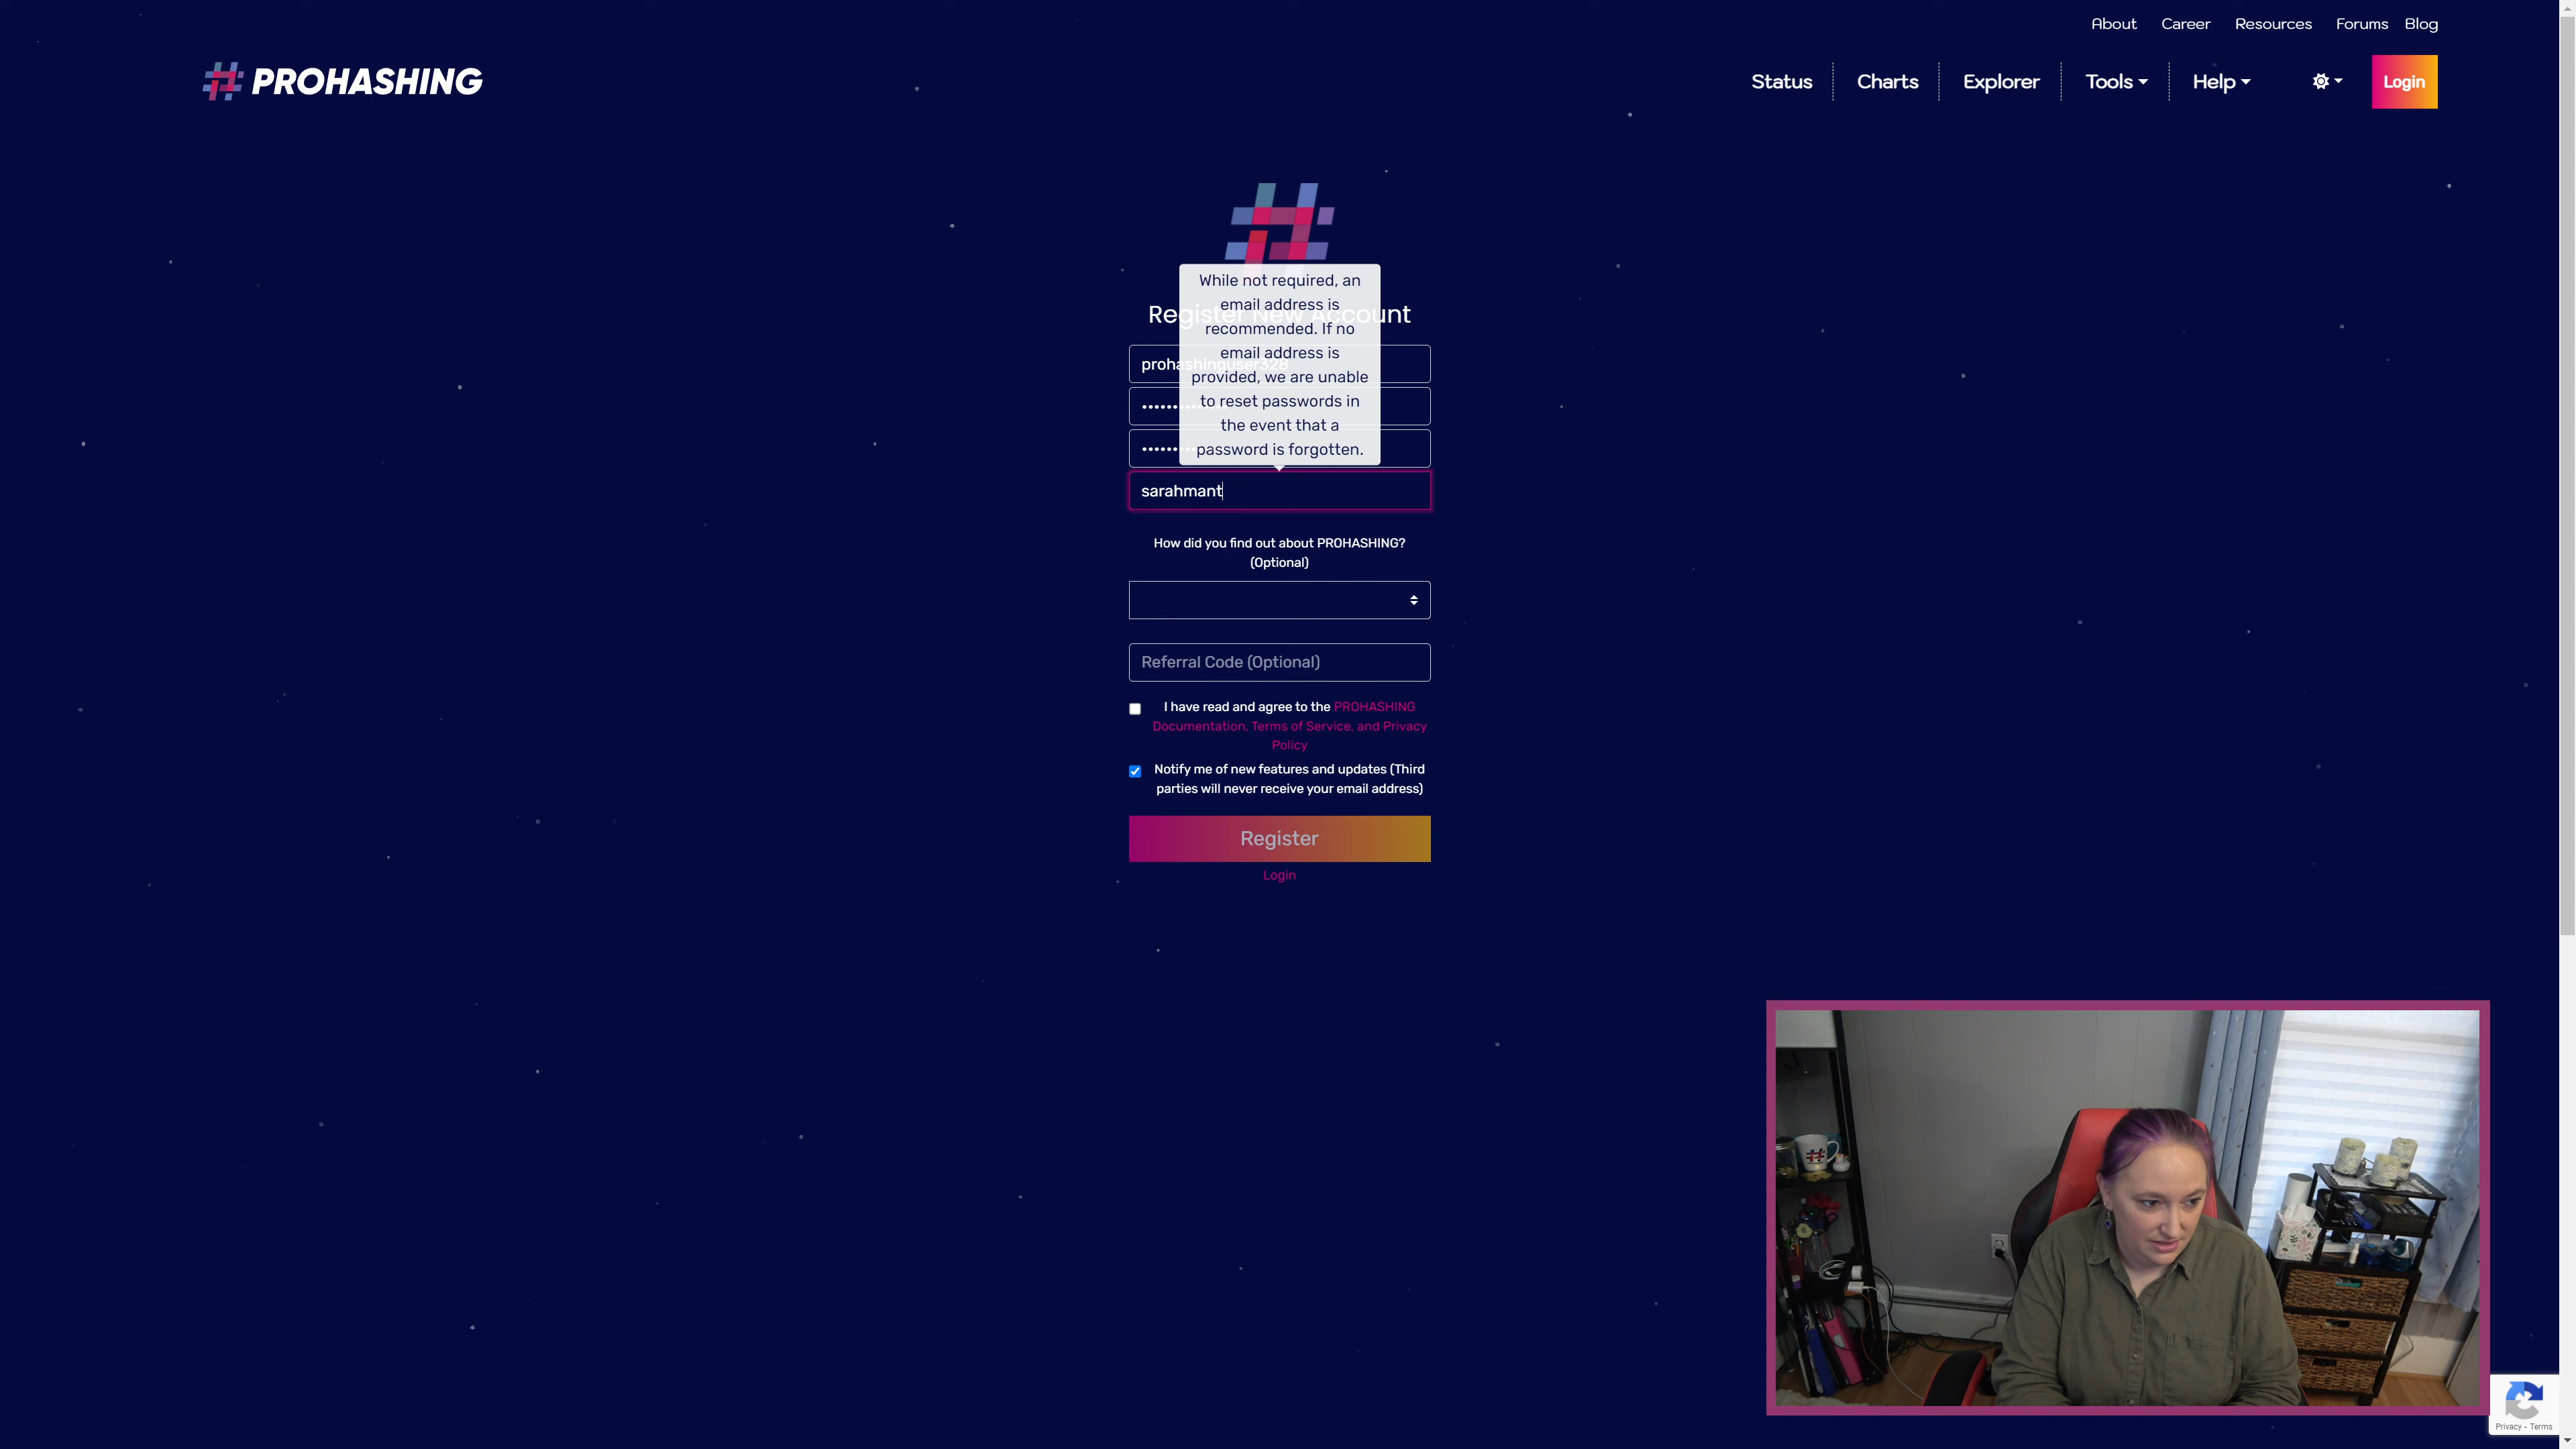 About Career Resources Forums Blog
PROHASHING
Status Charts Explorer Tools Help Login
While not required, an
email address is
recommended. If no
email address is
provided, we are unable
to reset passwords in
the event that a
password is forgotten.
Register New Account
prohashinguser328
sarahmant
How did you find out about PROHASHING?
(Optional)
Referral Code (Optional)
I have read and agree to the PROHASHING
Documentation, Terms of Service, and Privacy
Policy
Notify me of new features and updates (Third
parties will never receive your email address)
Register
Login
Privacy - Terms